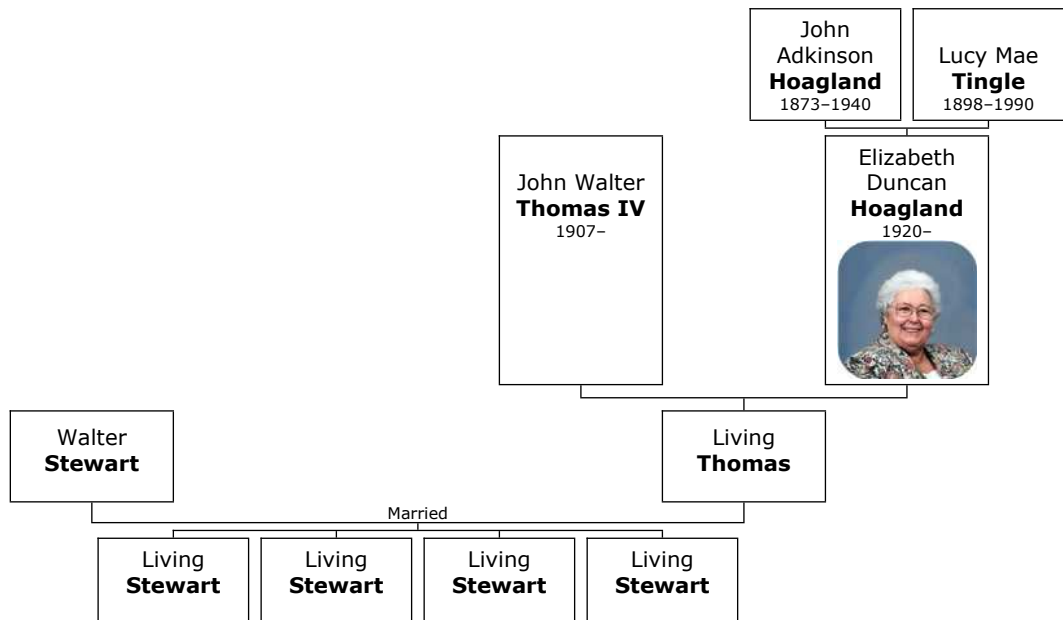 John
Adkinson
Hoagland
1873–1940
Lucy Mae
Tingle
1898–1990
John Walter
Thomas IV
1907–
Elizabeth
Duncan
Hoagland
1920–
Walter
Stewart
Living
Thomas
Married
Living
Stewart
Living
Stewart
Living
Stewart
Living
Stewart